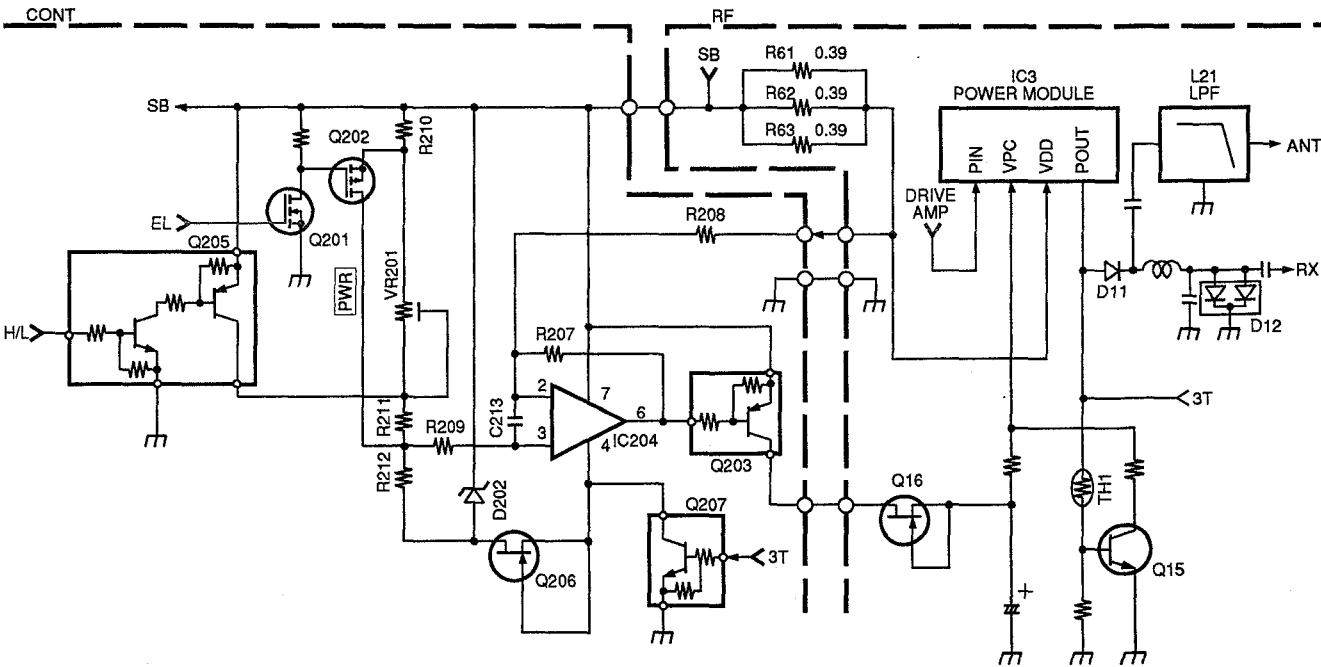 CONT
RF
SB
R61 0.39
R62 0.39
R63 0.39
IC3
POWER MODULE
L21
LPF
SB
Q202
R210
PIN
VPC
VDD
POUT
ANT
EL
Q201
DRIVE
AMP
R208
Q205
PWR
VR201
D11
RX
D12
H/L
R207
2
7
6
3T
R211
R209
C213
3
4
IC204
Q203
R212
D202
Q16
TH1
Q207
Q206
3T
Q15
+